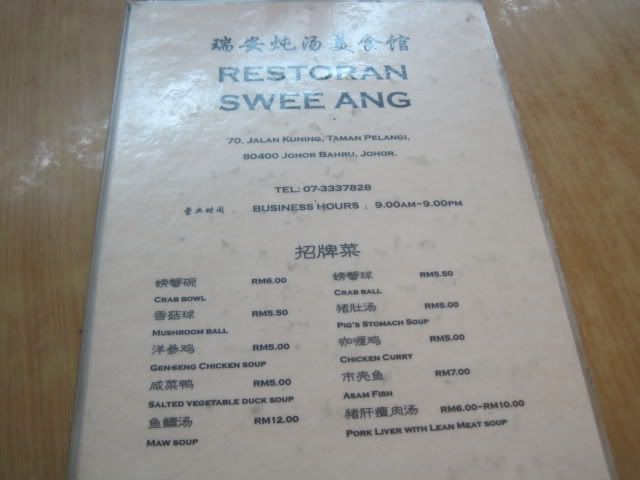 瑞安炖汤美食馆
RESTORAN
SWEE ANG
70, JALAN KUNING, TAMAN PELANGI,
80400 JOHOR BAHRU, JOHOR.
TEL: 07-3337828
营业时间 BUSINESS HOURS : 9.00AM-9.00PM
招牌菜
螃蟹碗 RM6.00
CRAB BOWL
香菇球 RM5.50
MUSHROOM BALL
洋参鸡 RM5.00
GEN-SENG CHICKEN SOUP
咸菜鸭 RM5.00
SALTED VEGETABLE DUCK SOUP
鱼鳔汤 RM12.00
MAW SOUP
螃蟹球 RM5.50
CRAB BALL
猪肚汤 RM5.00
PIG'S STOMACH SOUP
咖喱鸡 RM5.00
CHICKEN CURRY
市壳鱼 RM7.00
ASAM FISH
猪肝瘦肉汤 RM6.00-RM10.00
PORK LIVER WITH LEAN MEAT SOUP